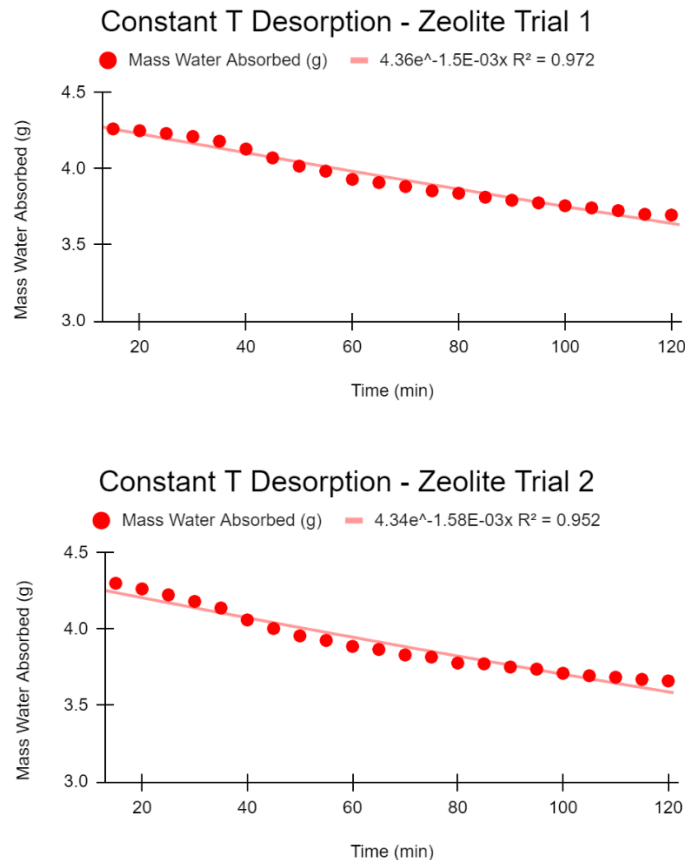 Constant T Desorption - Zeolite Trial 1
Mass Water Absorbed (g) 4.36e^-1.5E-03x R² = 0.972
4.5
4.0
3.5
3.0
Mass Water Absorbed (g)
20 40 60 80 100 120
Time (min)
Constant T Desorption - Zeolite Trial 2
Mass Water Absorbed (g) 4.34e^-1.58E-03x R² = 0.952
4.5
4.0
3.5
3.0
Mass Water Absorbed (g)
20 40 60 80 100 120
Time (min)